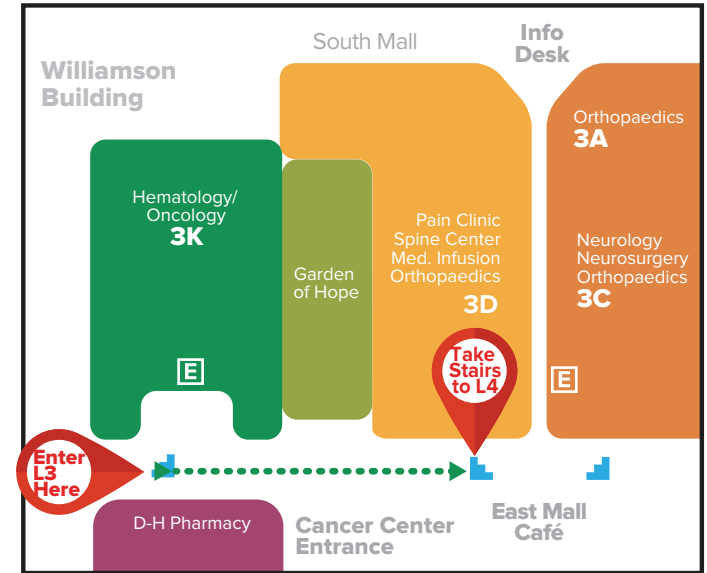 South Mall
Info
Desk
Williamson
Building
Orthopaedics
3A
Hematology/
Oncology
3K
Pain Clinic
Spine Center
Med. Infusion
Orthopaedics
3D
Neurology
Neurosurgery
Orthopaedics
3C
Garden
of Hope
E
Take
Stairs
to L4
E
Enter
L3
Here
D-H Pharmacy
Cancer Center
Entrance
East Mall
Café